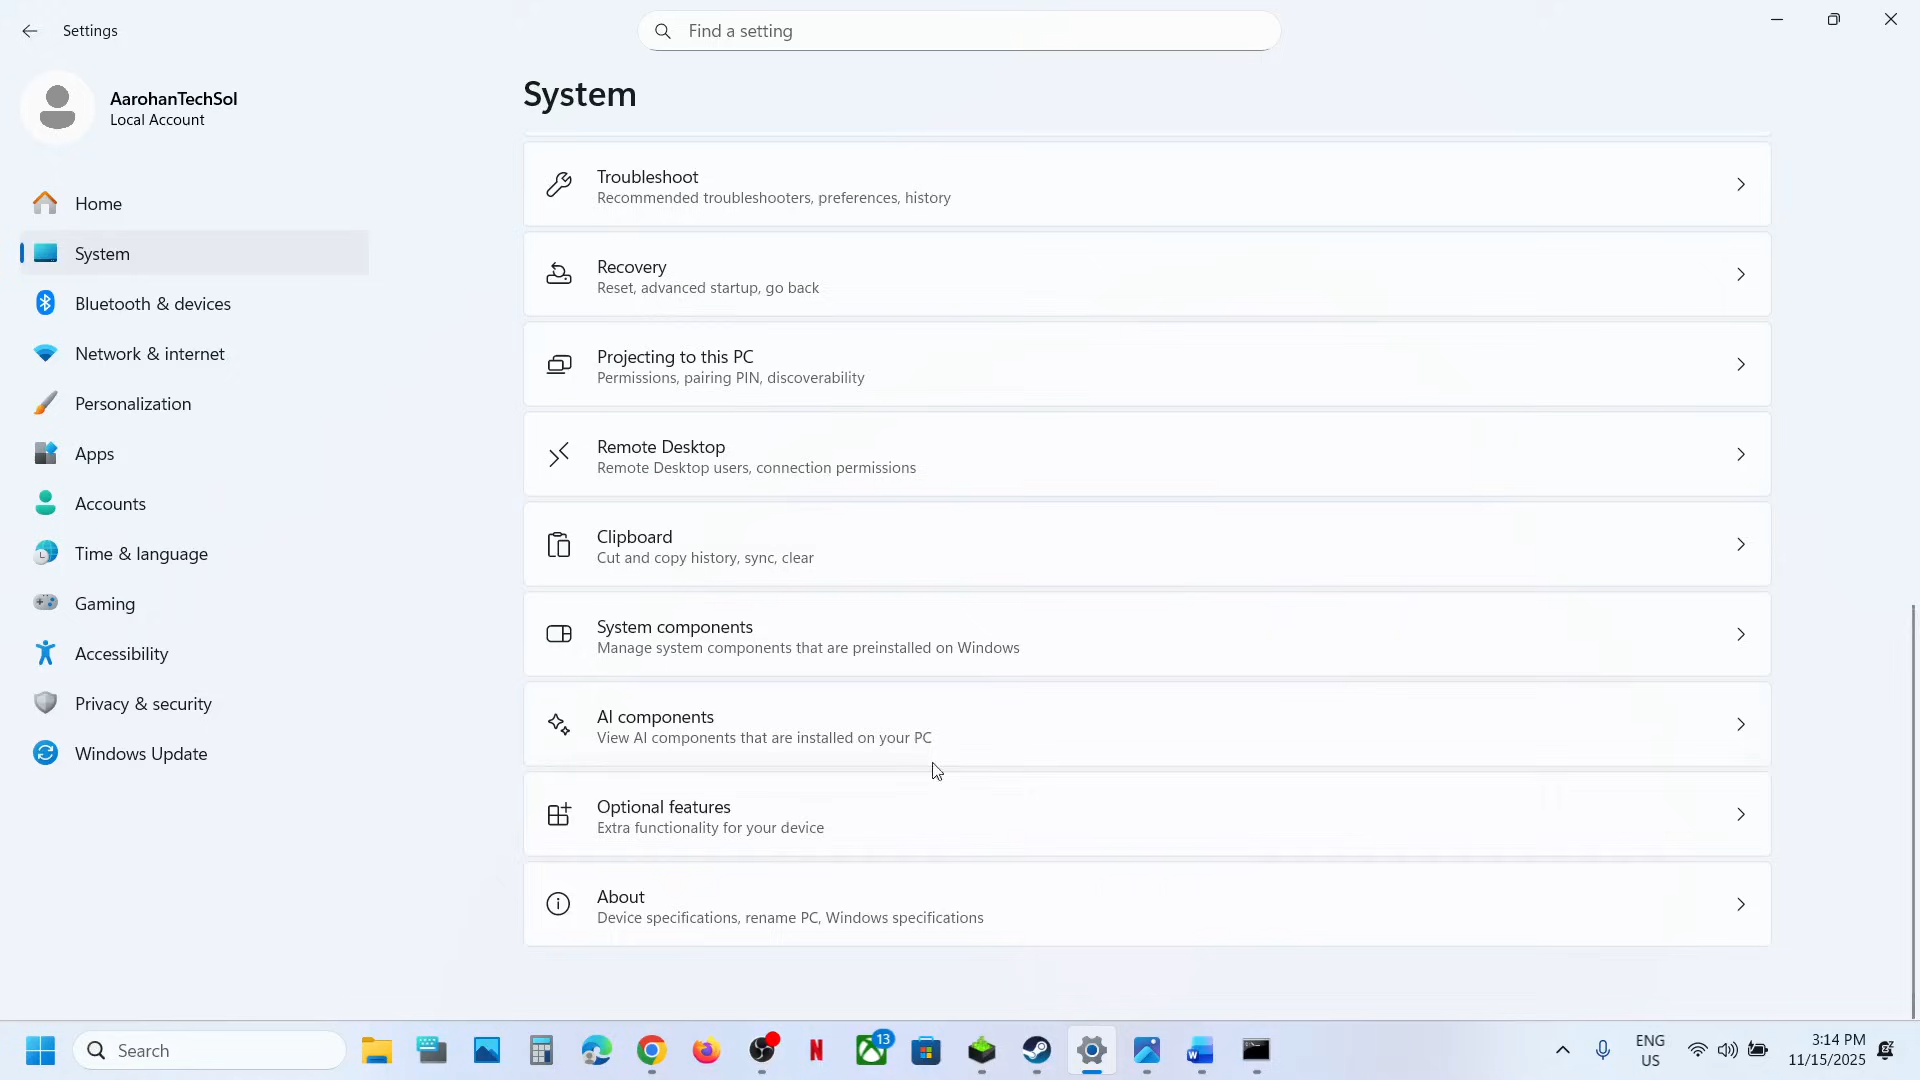 Settings
Find a setting
AarohanTechSol
Local Account
Home
System
Bluetooth & devices
Network & internet
Personalization
Apps
Accounts
Time & language
Gaming
Accessibility
Privacy & security
Windows Update
System
Troubleshoot
Recommended troubleshooters, preferences, history
Recovery
Reset, advanced startup, go back
Projecting to this PC
Permissions, pairing PIN, discoverability
Remote Desktop
Remote Desktop users, connection permissions
Clipboard
Cut and copy history, sync, clear
System components
Manage system components that are preinstalled on Windows
AI components
View AI components that are installed on your PC
Optional features
Extra functionality for your device
About
Device specifications, rename PC, Windows specifications
Search
13
ENG
US
3:14 PM
11/15/2025